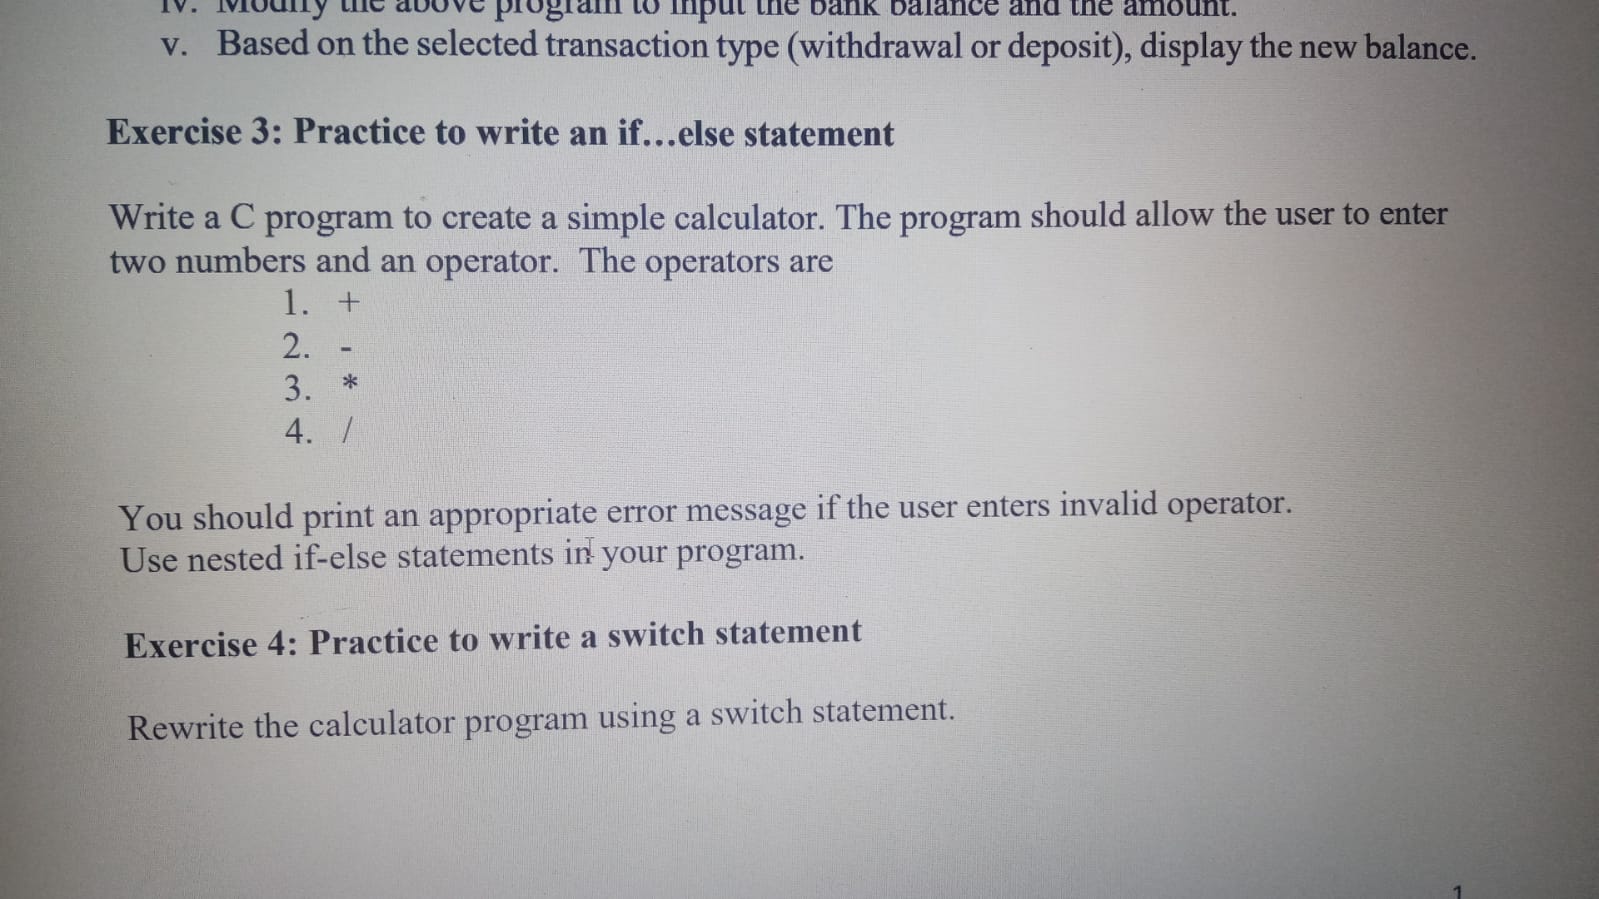 iv. Modify the above program to input the bank balance and the amount.
v. Based on the selected transaction type (withdrawal or deposit), display the new balance.
Exercise 3: Practice to write an if...else statement
Write a C program to create a simple calculator. The program should allow the user to enter
two numbers and an operator. The operators are
1. +
2. -
3. *
4. /
You should print an appropriate error message if the user enters invalid operator.
Use nested if-else statements in your program.
Exercise 4: Practice to write a switch statement
Rewrite the calculator program using a switch statement.
1